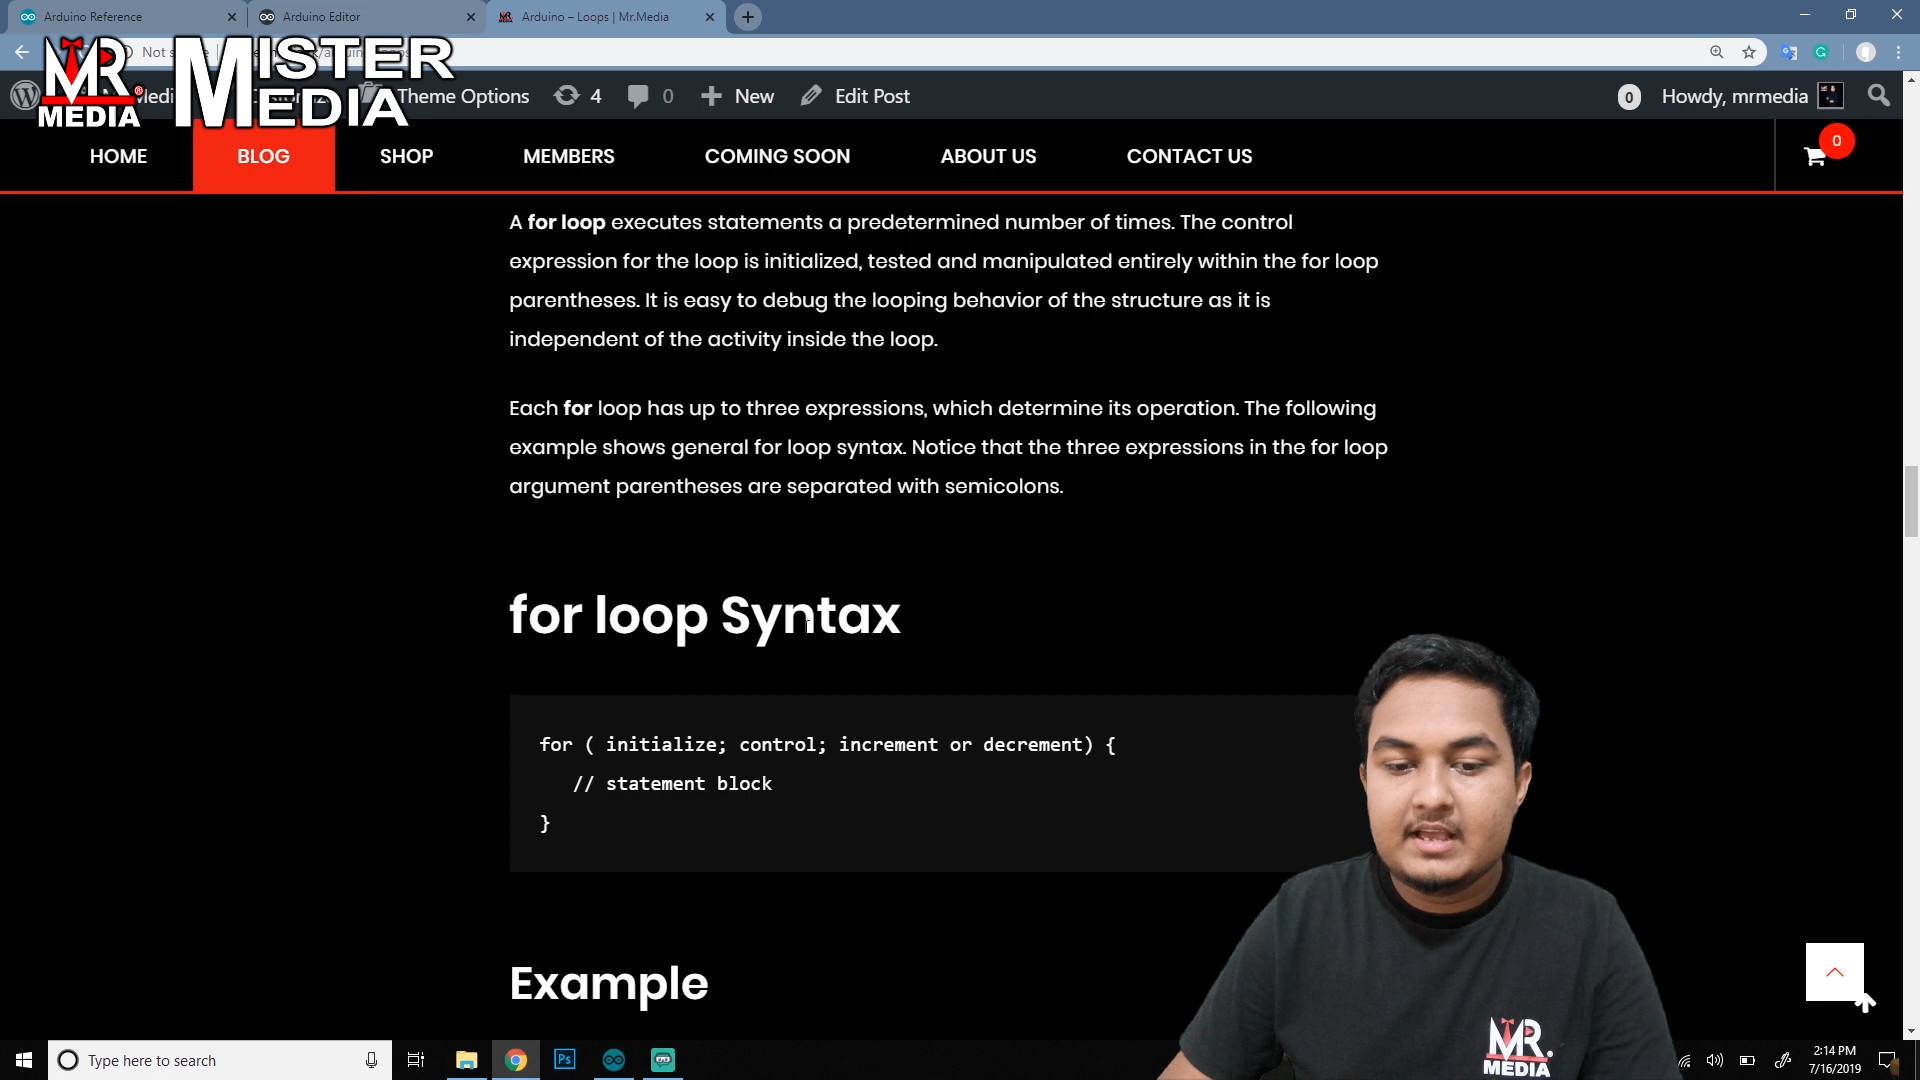 Arduino Reference
Arduino Editor
Arduino – Loops | Mr.Media
Not
MR MEDIA ®
MISTER MEDIA
Theme Options
4
0
New
Edit Post
0
Howdy, mrmedia
HOME
BLOG
SHOP
MEMBERS
COMING SOON
ABOUT US
CONTACT US
0
A for loop executes statements a predetermined number of times. The control
expression for the loop is initialized, tested and manipulated entirely within the for loop
parentheses. It is easy to debug the looping behavior of the structure as it is
independent of the activity inside the loop.
Each for loop has up to three expressions, which determine its operation. The following
example shows general for loop syntax. Notice that the three expressions in the for loop
argument parentheses are separated with semicolons.
for loop Syntax
for ( initialize; control; increment or decrement) {
// statement block
}
Example
MR.
MEDIA
Type here to search
Ps
2:14 PM
7/16/2019